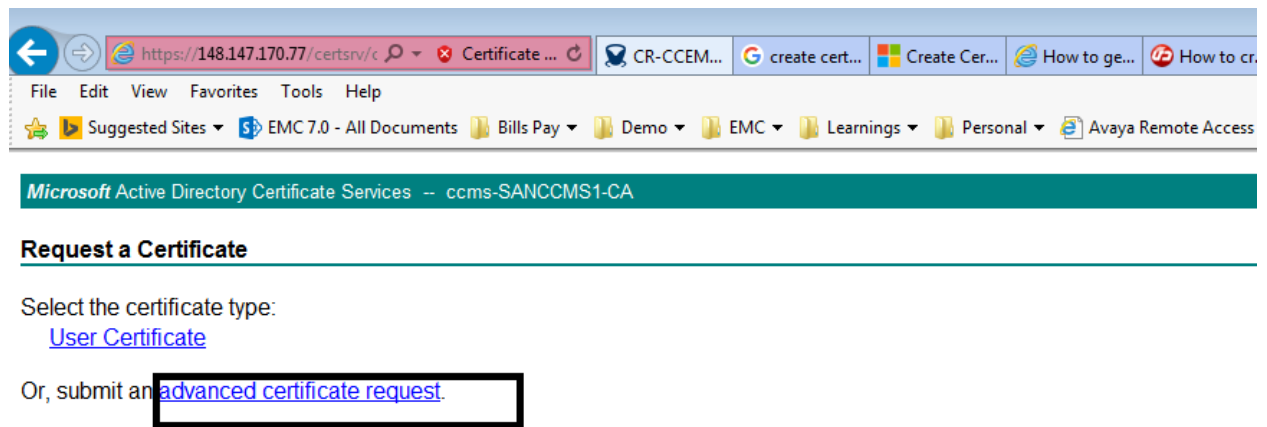 https://148.147.170.77/certsrv/c Certificate ... CR-CCEM... create cert... Create Cer... How to ge... How to cr.
File Edit View Favorites Tools Help
Suggested Sites EMC 7.0 - All Documents Bills Pay Demo EMC Learnings Personal Avaya Remote Access
Microsoft Active Directory Certificate Services -- ccms-SANCCMS1-CA
Request a Certificate
Select the certificate type:
User Certificate
Or, submit an advanced certificate request.